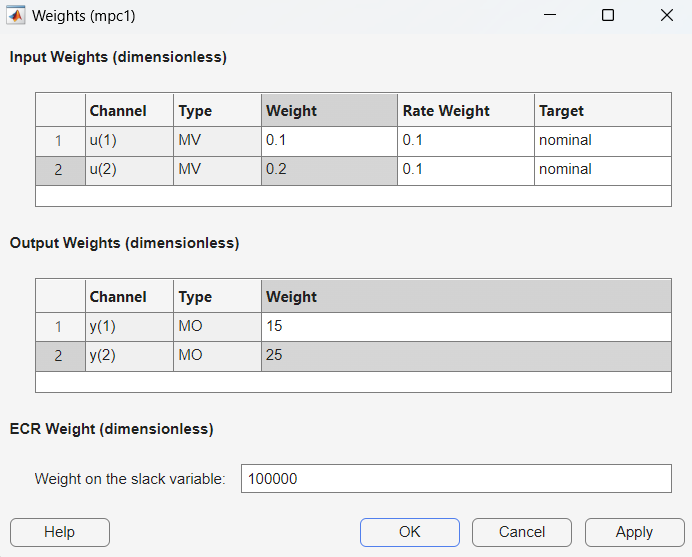 Weights (mpc1)
Input Weights (dimensionless)
Channel Type Weight Rate Weight Target
1 u(1) MV 0.1 0.1 nominal
2 u(2) MV 0.2 0.1 nominal
Output Weights (dimensionless)
Channel Type Weight
1 y(1) MO 15
2 y(2) MO 25
ECR Weight (dimensionless)
Weight on the slack variable: 100000
Help OK Cancel Apply